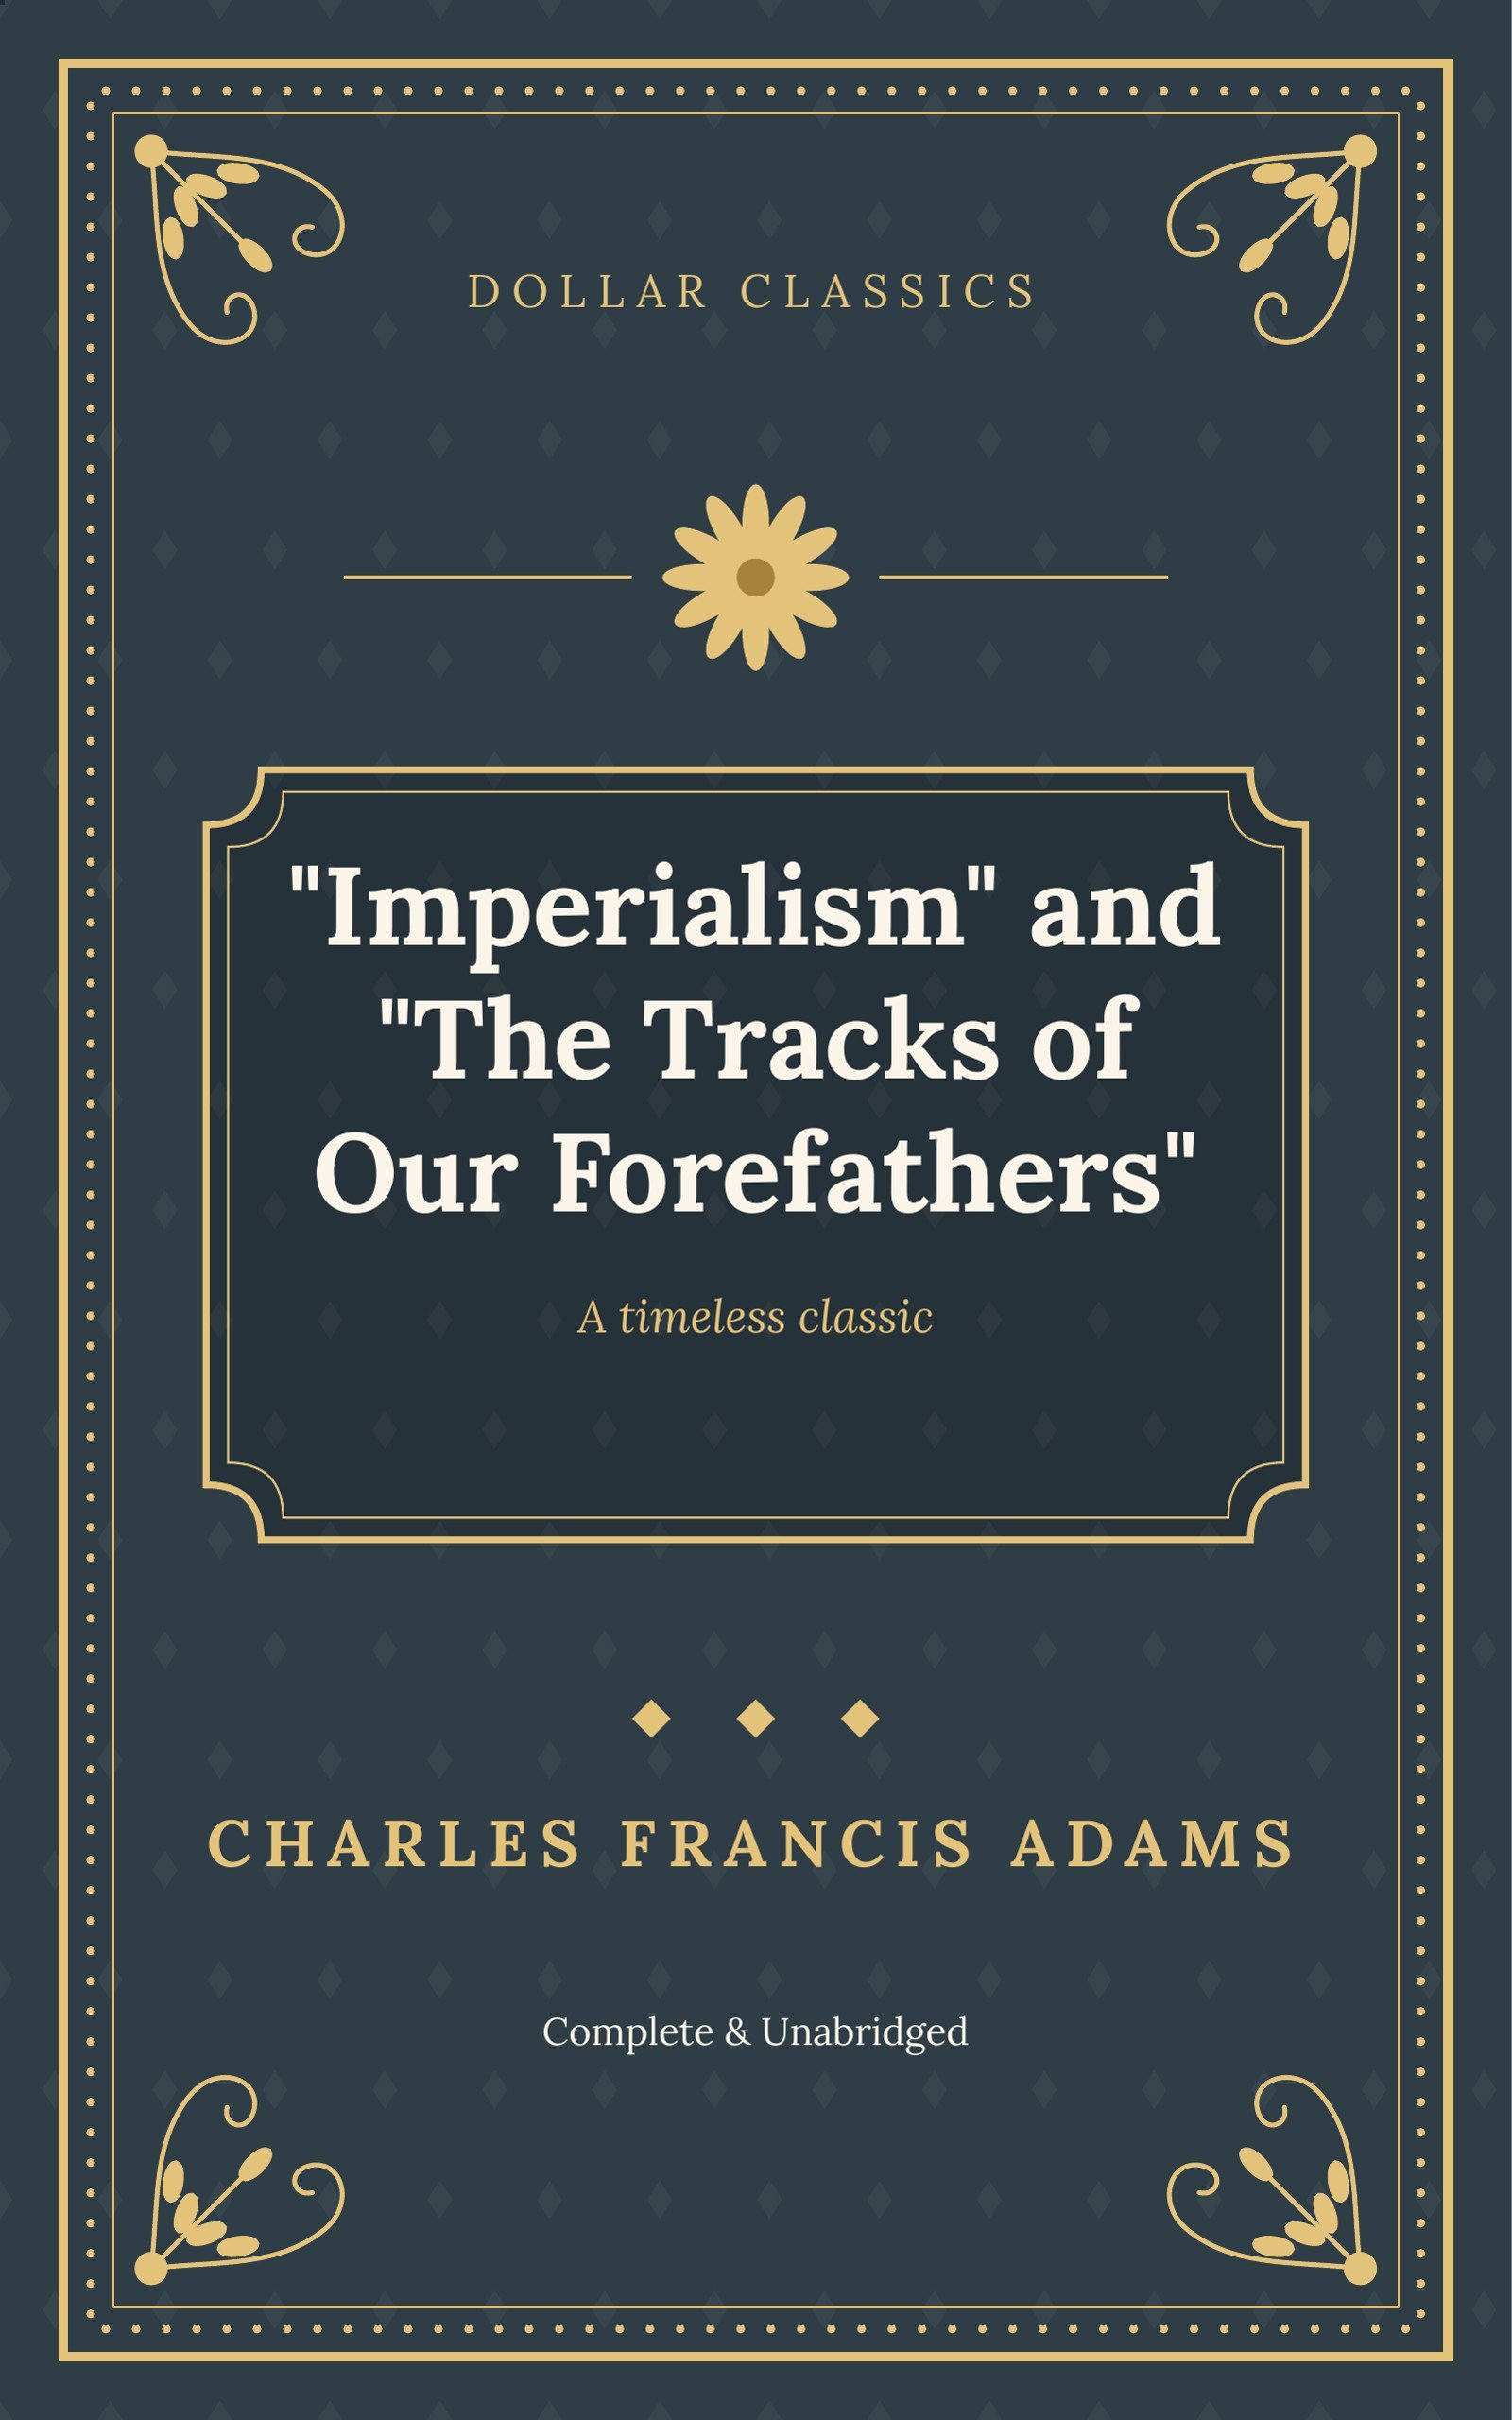 DOLLAR CLASSICS
"Imperialism" and
"The Tracks of
Our Forefathers"
A timeless classic
CHARLES FRANCIS ADAMS
Complete & Unabridged